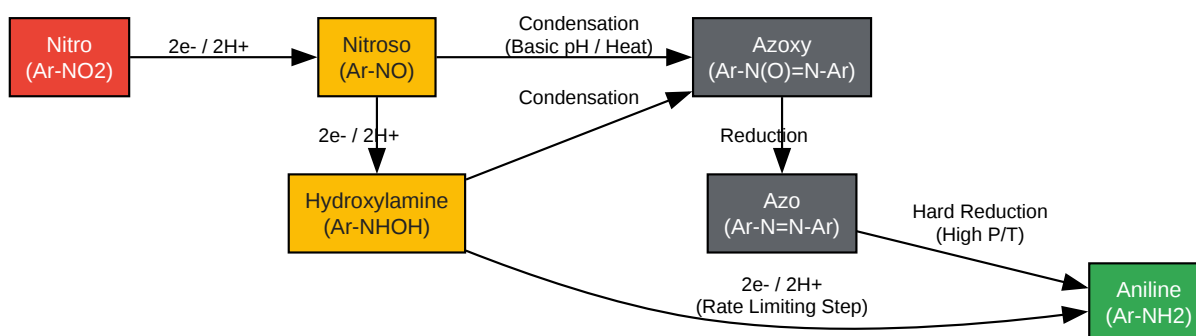 Nitro
(Ar-NO2)
2e- / 2H+
Nitroso
(Ar-NO)
Condensation
(Basic pH / Heat)
Azoxy
(Ar-N(O)=N-Ar)
Condensation
2e- / 2H+
Reduction
Hydroxylamine
(Ar-NHOH)
Azo
(Ar-N=N-Ar)
Hard Reduction
(High P/T)
2e- / 2H+
(Rate Limiting Step)
Aniline
(Ar-NH2)